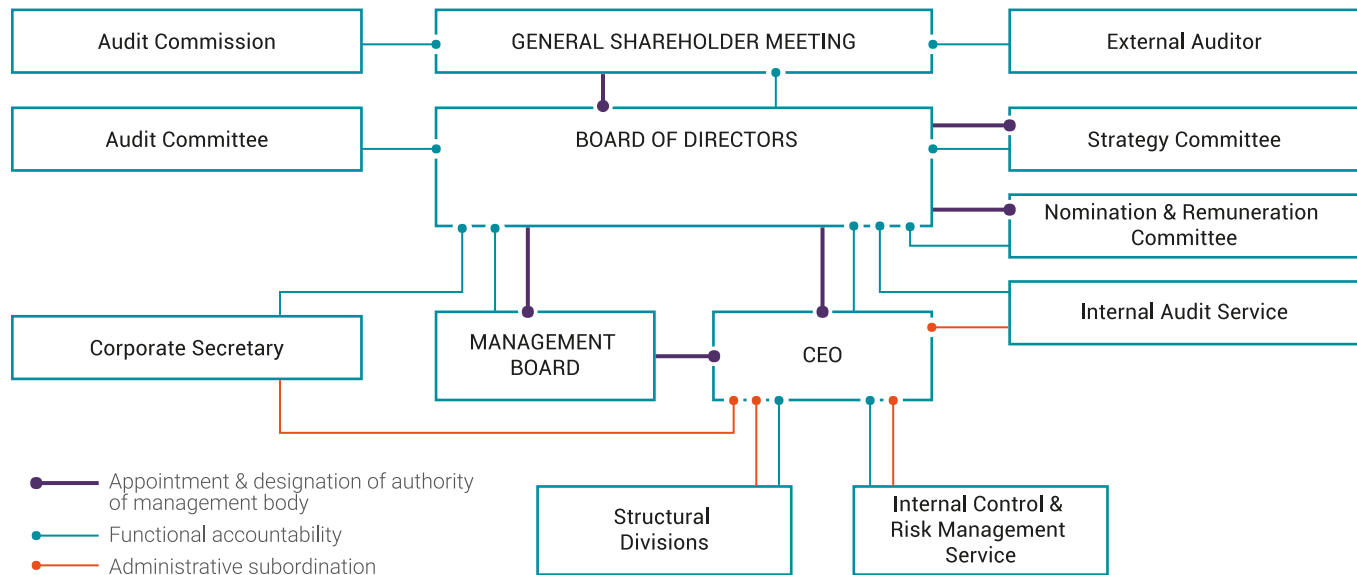 Audit Commission
GENERAL SHAREHOLDER MEETING
External Auditor
Audit Committee
BOARD OF DIRECTORS
Strategy Committee
Nomination & Remuneration
Committee
Internal Audit Service
Corporate Secretary
MANAGEMENT
BOARD
CEO
Appointment & designation of authority
of management body
Functional accountability
Administrative subordination
Structural
Divisions
Internal Control &
Risk Management
Service